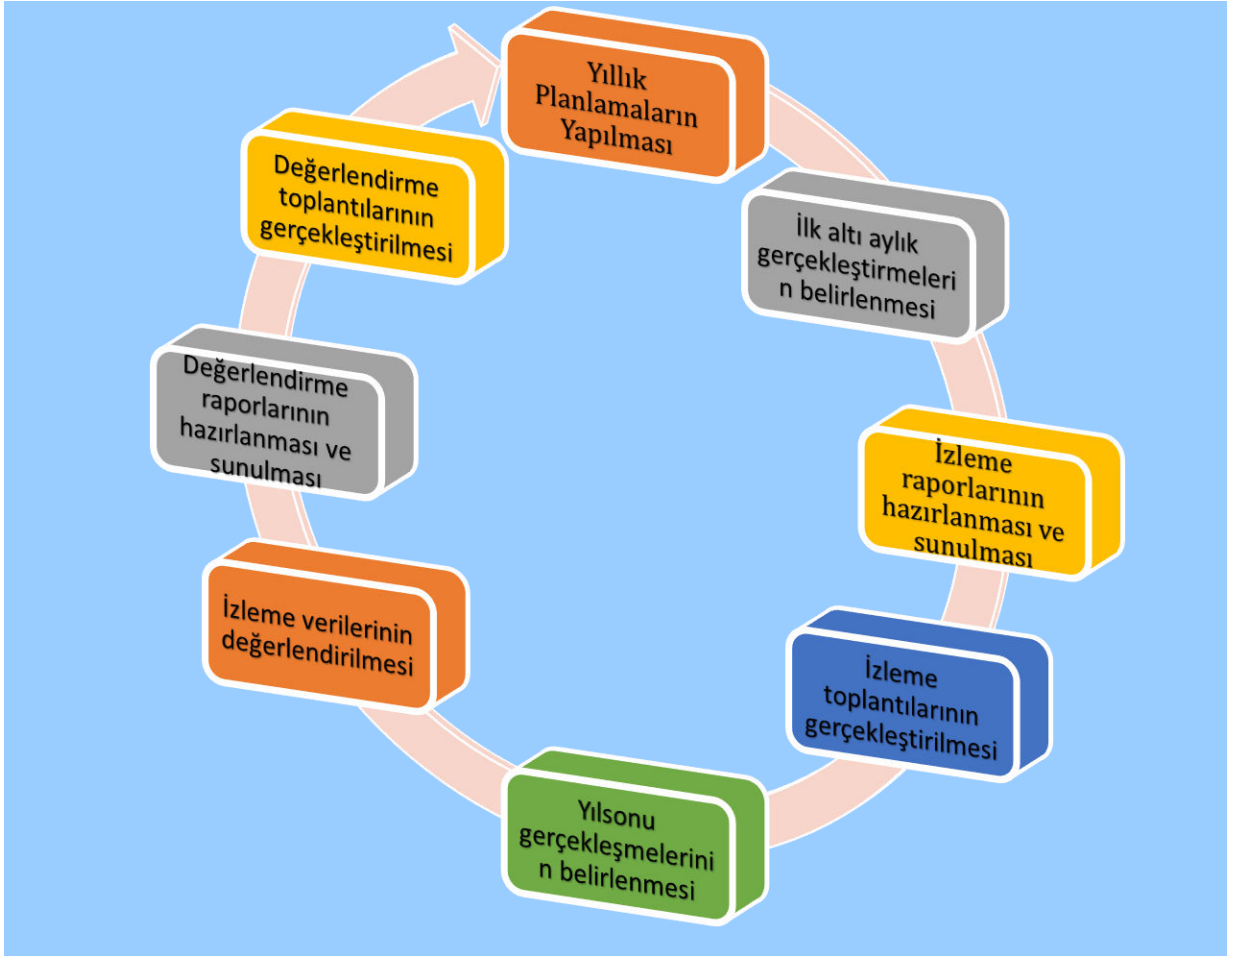 Yıllık
Planlamaların
Yapılması
İlk altı aylık
gerçekleştirmeleri
n belirlenmesi
İzleme
raporlarının
hazırlanması ve
sunulması
İzleme
toplantılarının
gerçekleştirilmesi
Yılsonu
gerçekleşmelerini
n belirlenmesi
İzleme verilerinin
değerlendirilmesi
Değerlendirme
raporlarının
hazırlanması ve
sunulması
Değerlendirme
toplantılarının
gerçekleştirilmesi